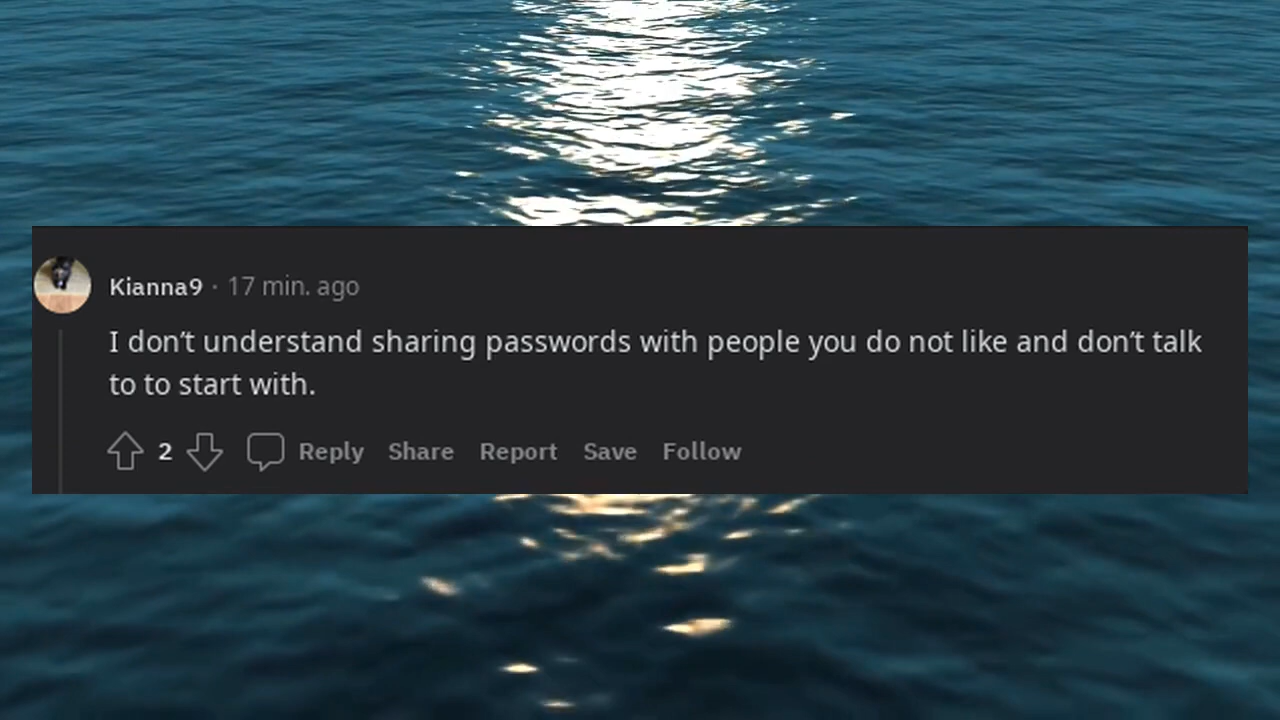 Kianna9 · 17 min. ago
I don’t understand sharing passwords with people you do not like and don’t talk
to to start with.
2 Reply Share Report Save Follow